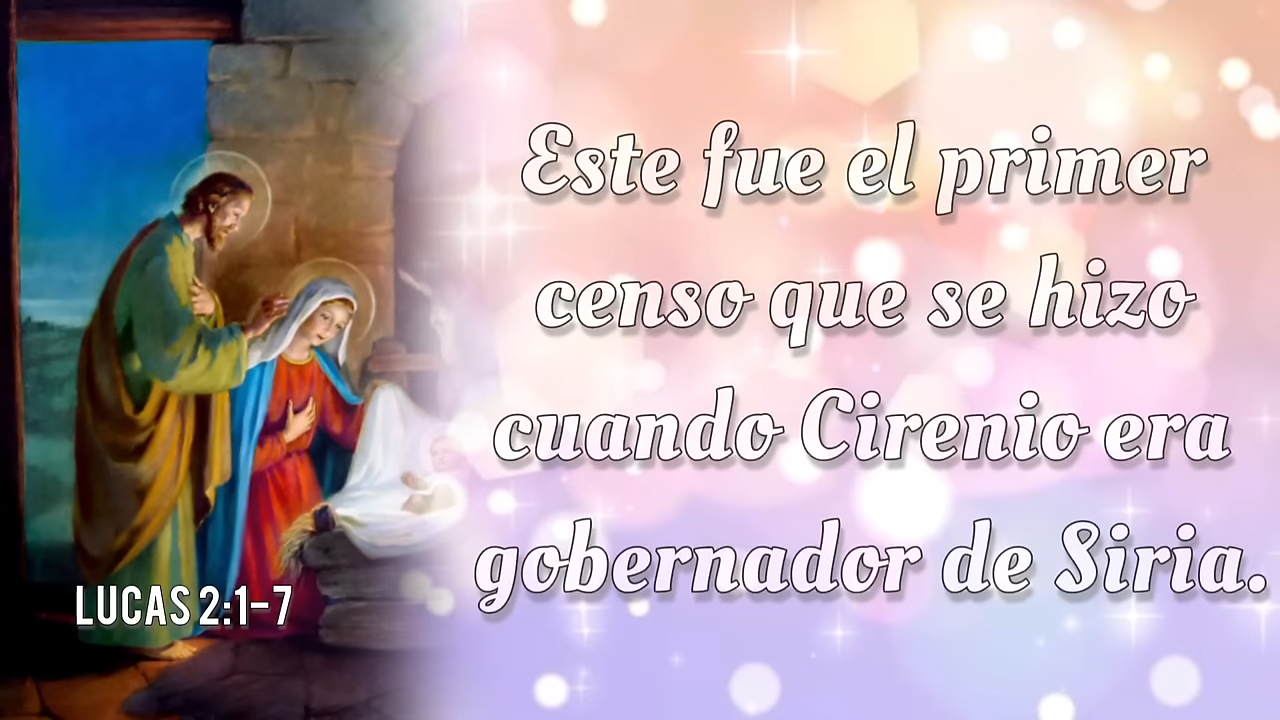 Este fue el primer
censo que se hizo
cuando Cirenio era
gobernador de Siria.
LUCAS 2:1-7